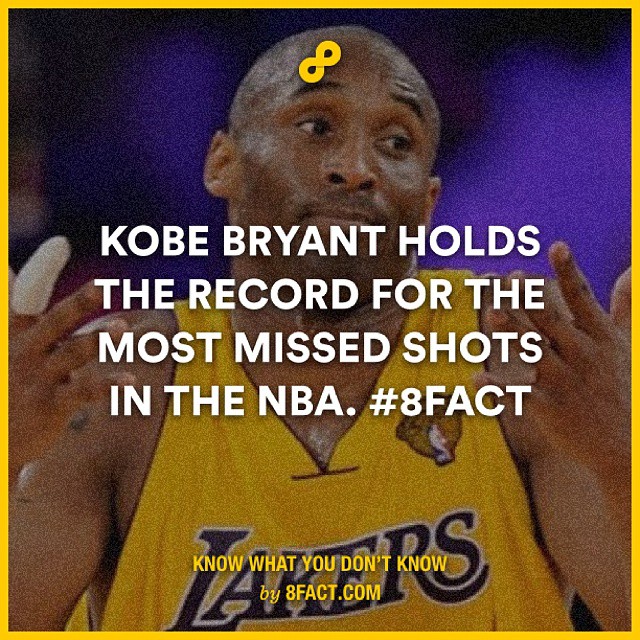 KOBE BRYANT HOLDS
THE RECORD FOR THE
MOST MISSED SHOTS
IN THE NBA. #8FACT
LAKERS
KNOW WHAT YOU DON'T KNOW
by 8FACT.COM